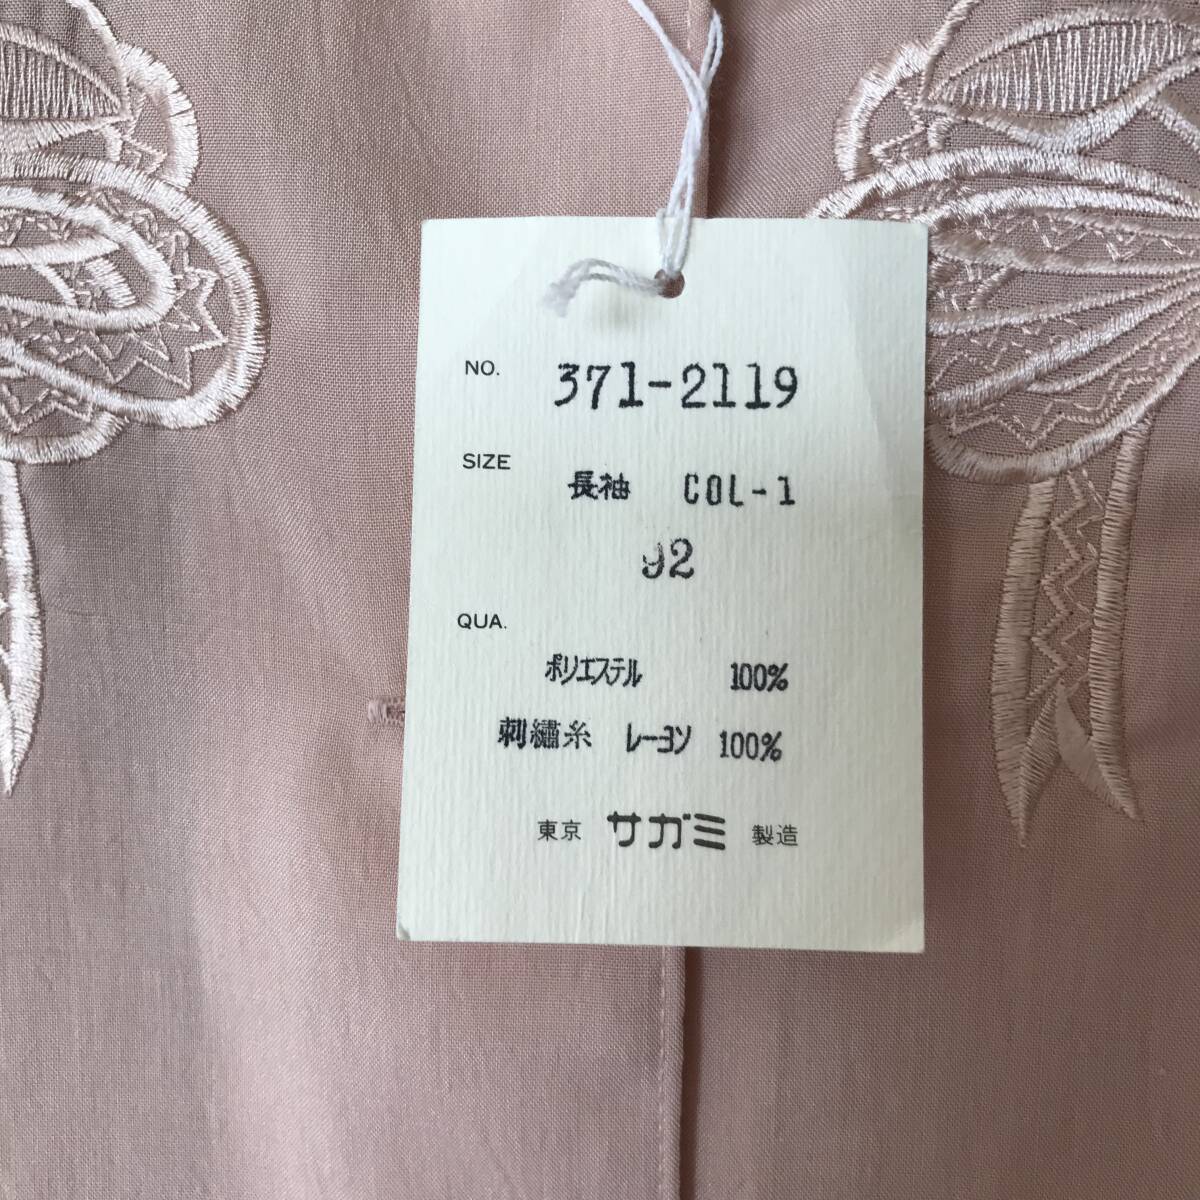 NO. 371-2119
SIZE 長袖 COL-1
92
QUA.
ポリエステル 100%
刺繍糸 レーヨン 100%
東京 サガミ 製造